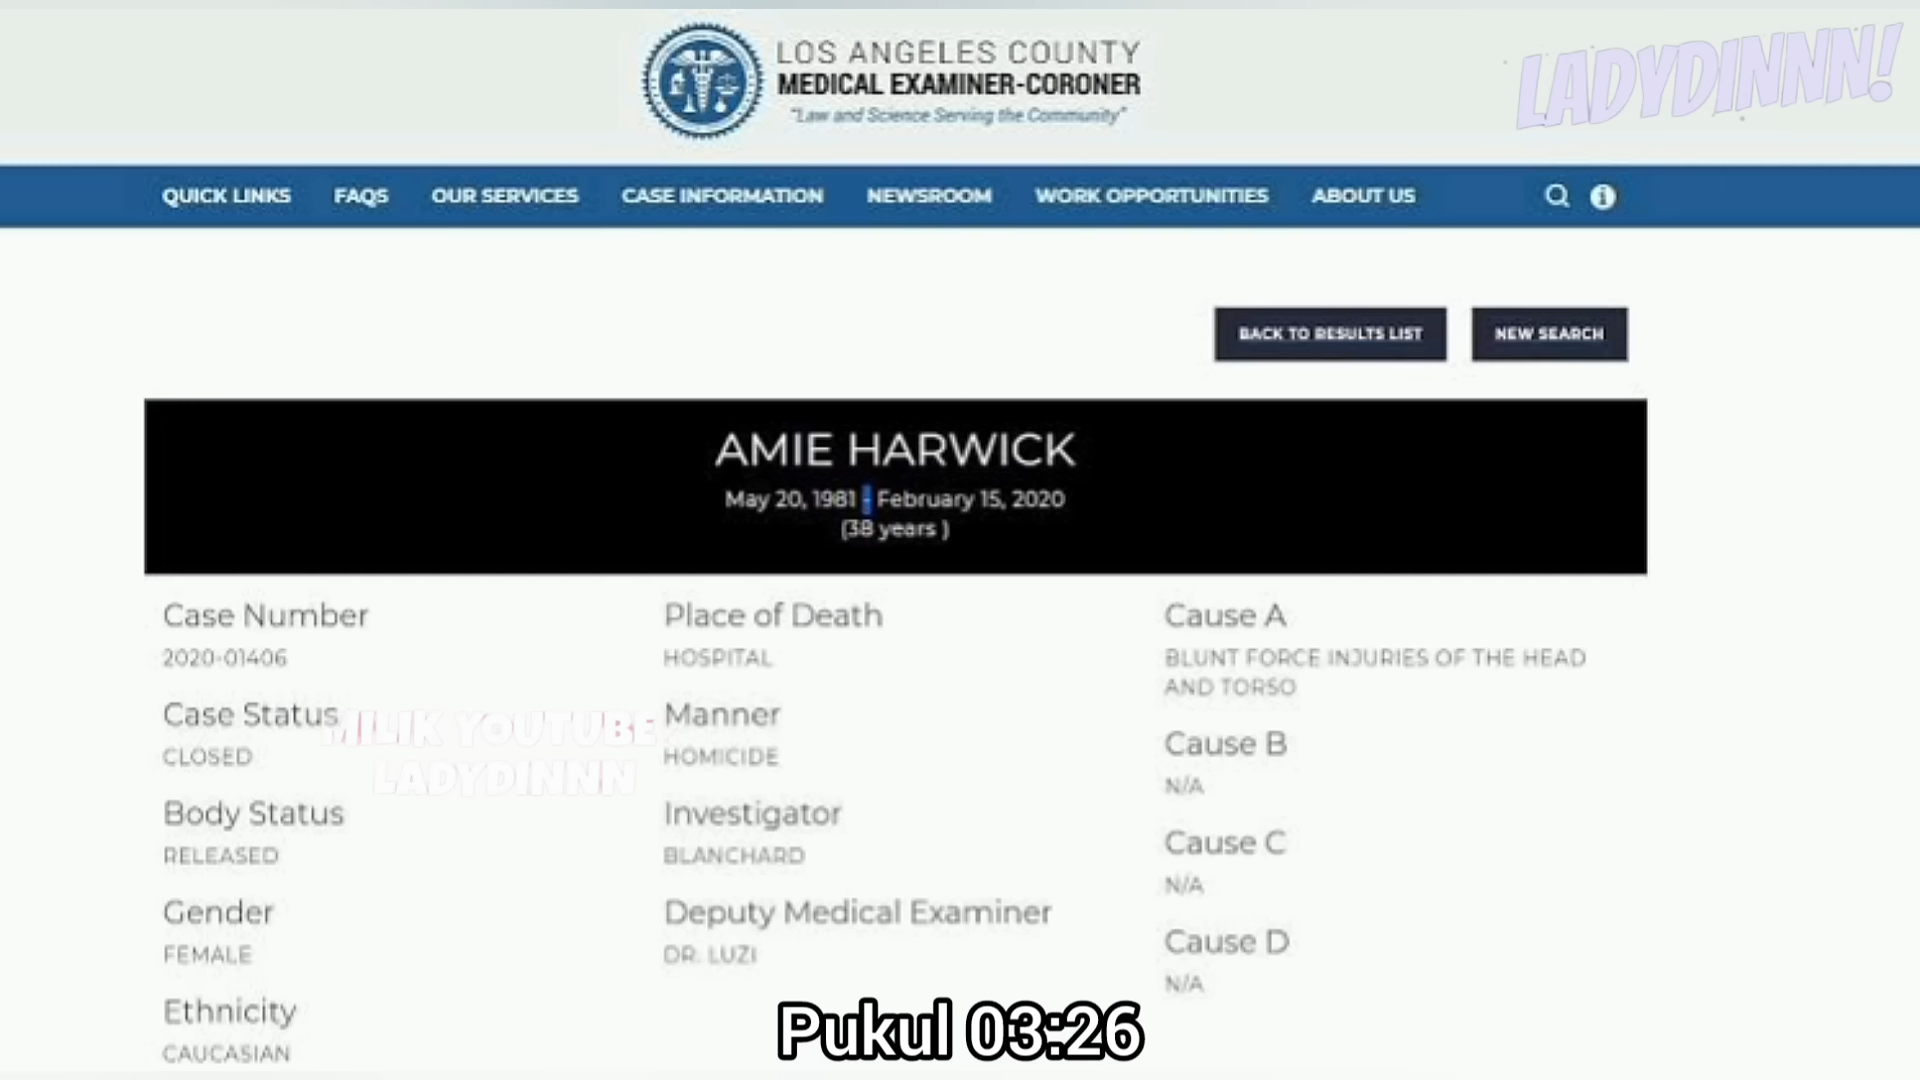 LOS ANGELES COUNTY
MEDICAL EXAMINER-CORONER
"Law and Science Serving the Community"
LADYDINNN!
QUICK LINKS
FAQS
OUR SERVICES
CASE INFORMATION
NEWSROOM
WORK OPPORTUNITIES
ABOUT US
BACK TO RESULTS LIST
NEW SEARCH
AMIE HARWICK
May 20, 1981 - February 15, 2020
(38 years )
Case Number
2020-01406
Case Status
CLOSED
Body Status
RELEASED
Gender
FEMALE
Ethnicity
CAUCASIAN
MILIK YOUTUBE
LADYDINNN
Place of Death
HOSPITAL
Manner
HOMICIDE
Investigator
BLANCHARD
Deputy Medical Examiner
DR. LUZI
Cause A
BLUNT FORCE INJURIES OF THE HEAD
AND TORSO
Cause B
N/A
Cause C
N/A
Cause D
N/A
Pukul 03:26